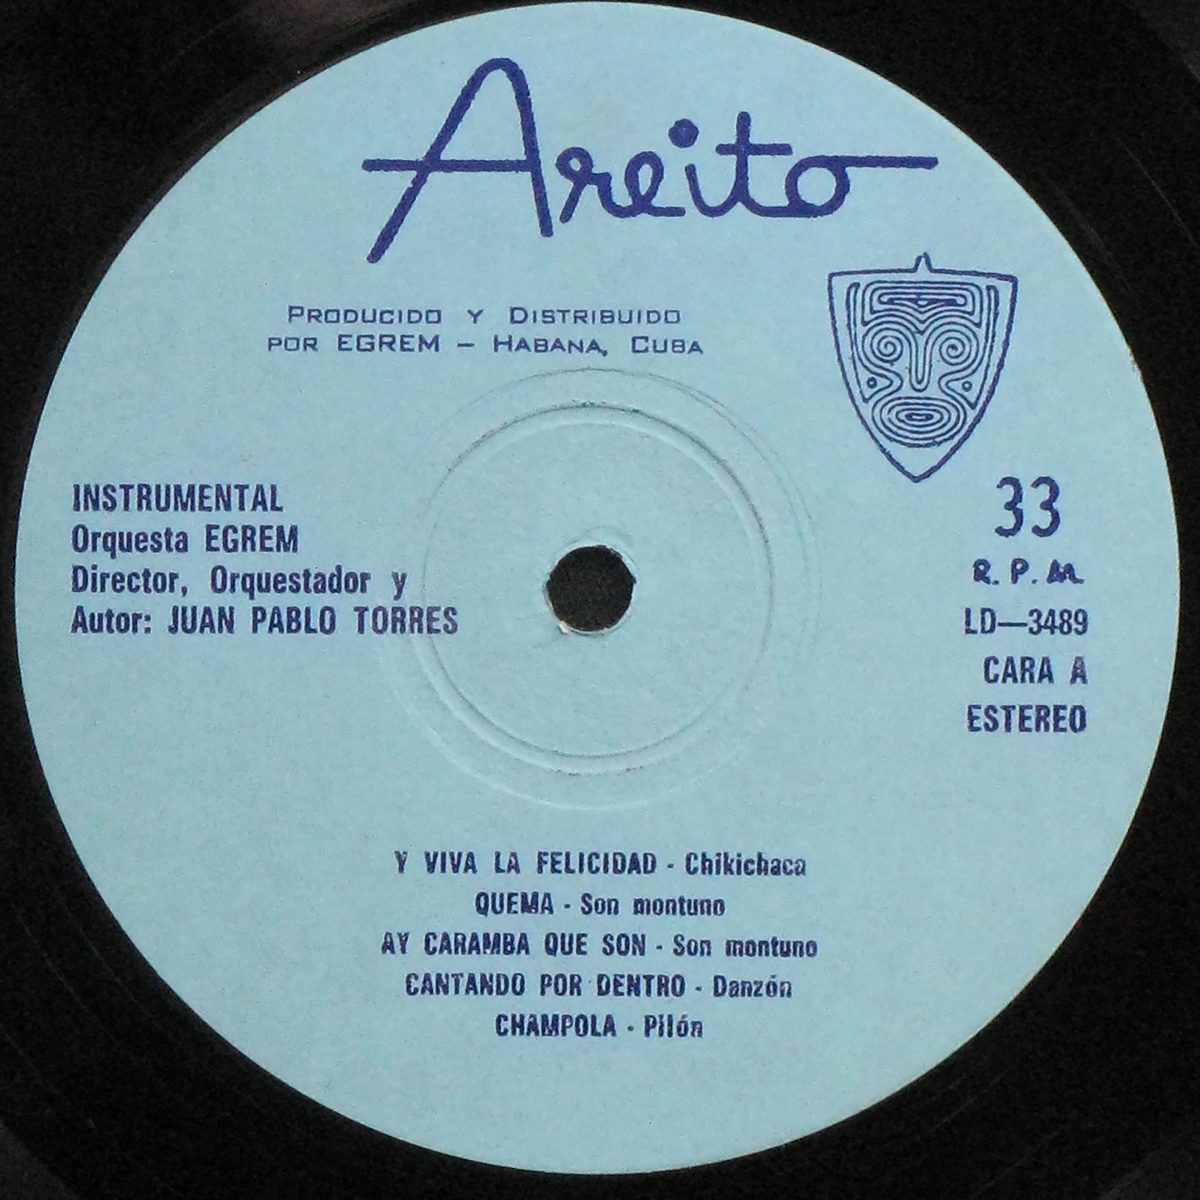 Areito
PRODUCIDO Y DISTRIBUIDO
POR EGREM – HABANA, CUBA
INSTRUMENTAL
Orquesta EGREM
Director, Orquestador y
Autor: JUAN PABLO TORRES
33
R. P. M
LD—3489
CARA A
ESTEREO
Y VIVA LA FELICIDAD - Chikichaca
QUEMA - Son montuno
AY CARAMBA QUE SON - Son montuno
CANTANDO POR DENTRO - Danzón
CHAMPOLA - Pilón